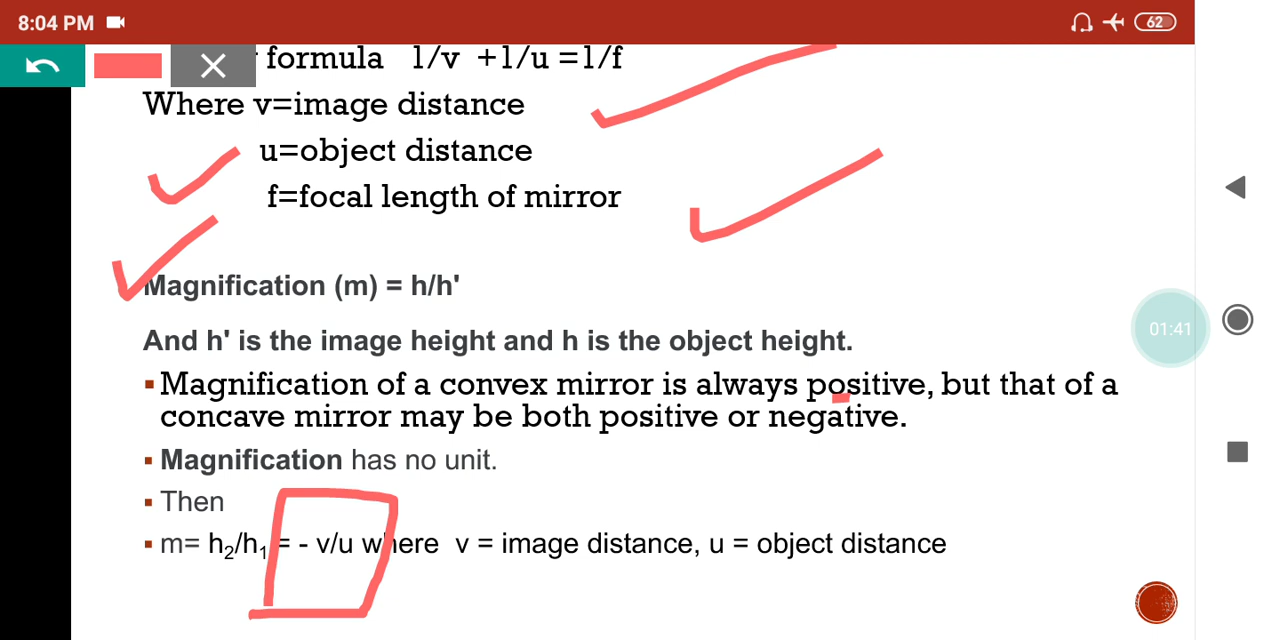 8:04 PM
62
formula 1/v +1/u =1/f
Where v=image distance
u=object distance
f=focal length of mirror
Magnification (m) = h/h'
01:41
And h' is the image height and h is the object height.
▪ Magnification of a convex mirror is always positive, but that of a
concave mirror may be both positive or negative.
▪ Magnification has no unit.
▪ Then
▪ m= h₂/h₁ = - v/u where v = image distance, u = object distance